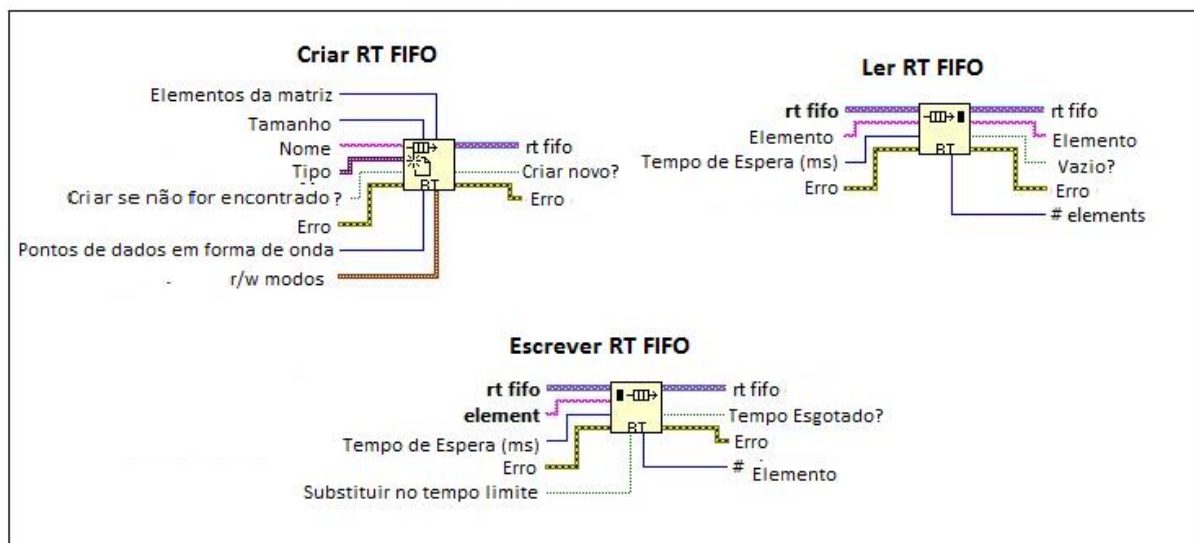 Criar RT FIFO
Elementos da matriz
Tamanho
Nome
Tipo
Criar se não for encontrado ?
Erro
Pontos de dados em forma de onda
r/w modos
rt fifo
Criar novo?
Erro
RT
Ler RT FIFO
rt fifo
Elemento
Tempo de Espera (ms)
Erro
rt fifo
Elemento
Vazio?
Erro
# elements
RT
Escrever RT FIFO
rt fifo
element
Tempo de Espera (ms)
Erro
Substituir no tempo limite
rt fifo
Tempo Esgotado?
Erro
# Elemento
RT